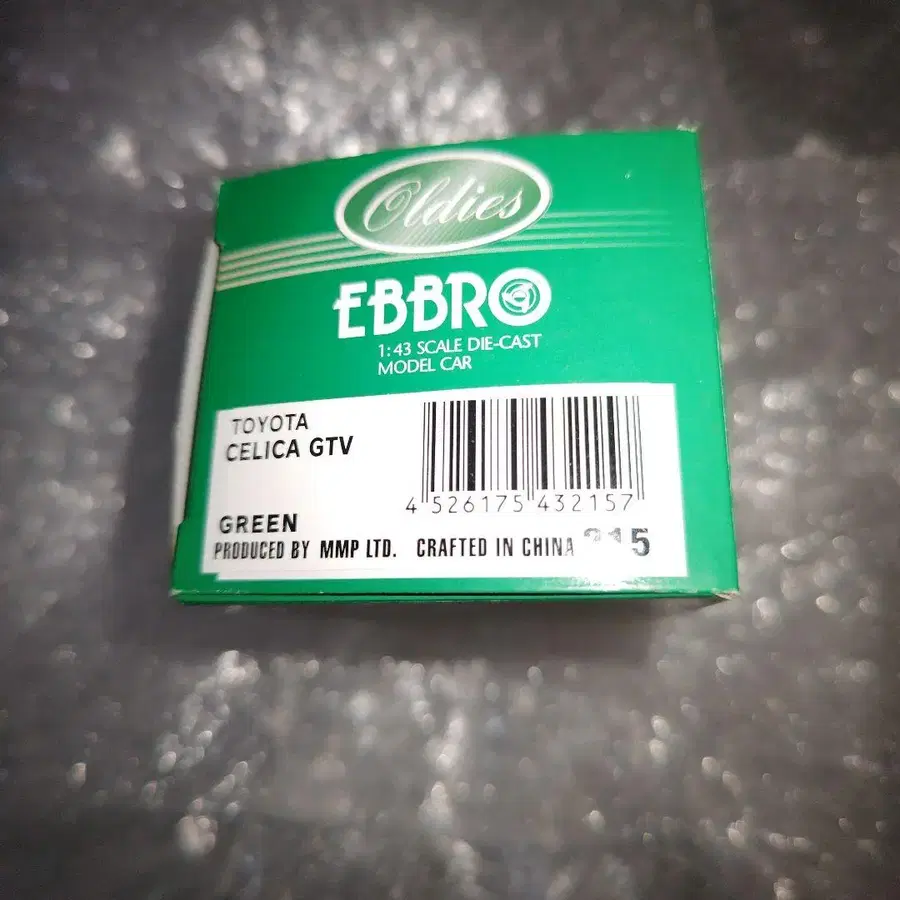 Oldies
EBBRO
1:43 SCALE DIE-CAST
MODEL CAR
TOYOTA
CELICA GTV
4 526175 432157
GREEN
PRODUCED BY MMP LTD. CRAFTED IN CHINA 215